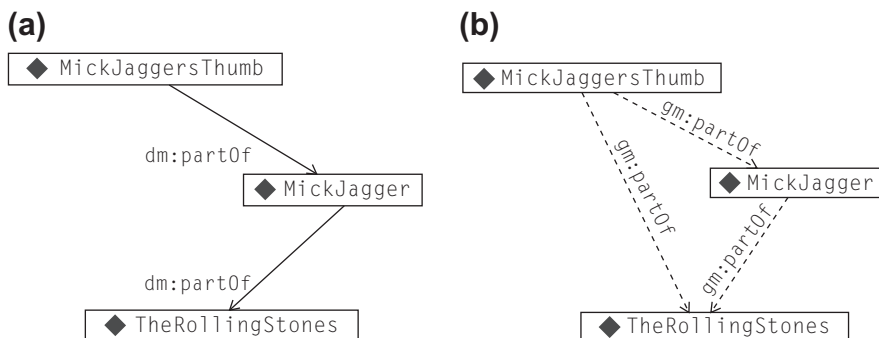 (a)
MickJaggersThumb
dm:partOf
MickJagger
dm:partOf
TheRollingStones
(b)
MickJaggersThumb
gm:partOf
gm:partOf
MickJagger
gm:partOf
TheRollingStones